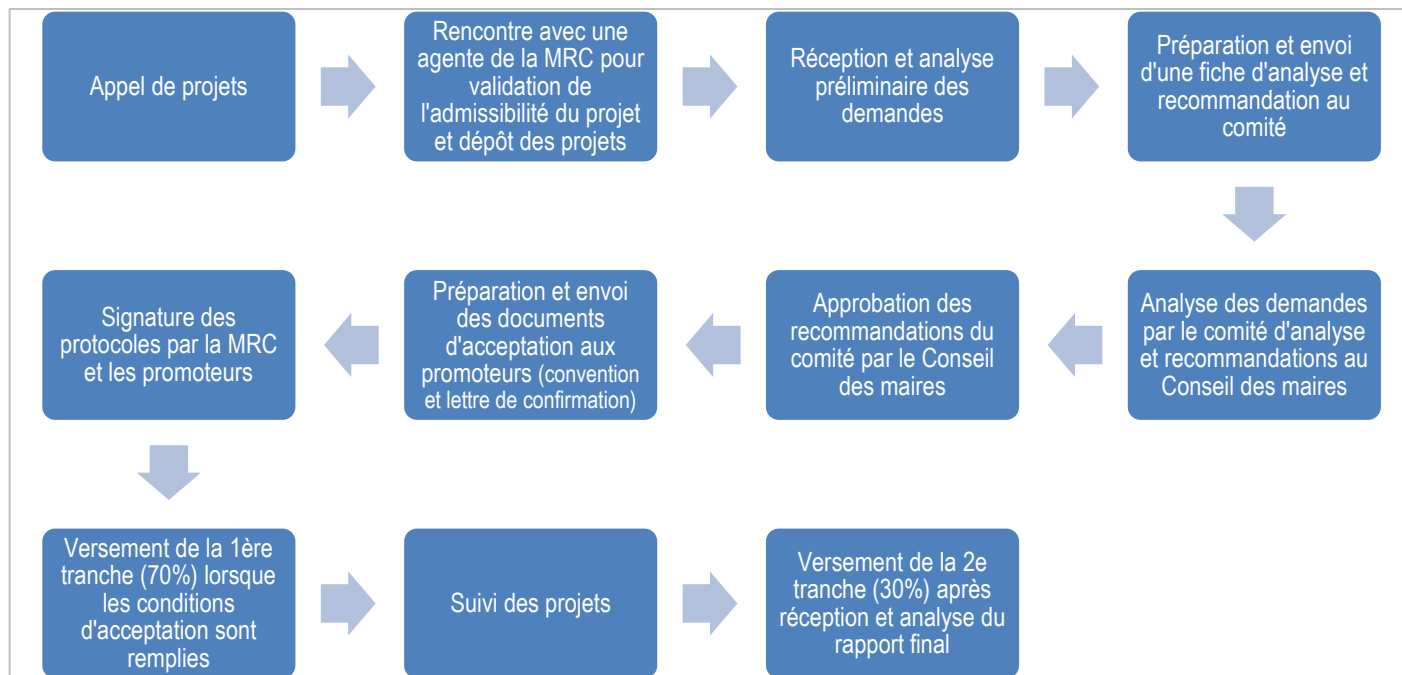 Appel de projets
Rencontre avec une
agente de la MRC pour
validation de
l'admissibilité du projet
et dépôt des projets
Réception et analyse
préliminaire des
demandes
Préparation et envoi
d'une fiche d'analyse et
recommandation au
comité
Analyse des demandes
par le comité d'analyse
et recommandations au
Conseil des maires
Approbation des
recommandations du
comité par le Conseil
des maires
Préparation et envoi
des documents
d'acceptation aux
promoteurs (convention
et lettre de confirmation)
Signature des
protocoles par la MRC
et les promoteurs
Versement de la 1ère
tranche (70%) lorsque
les conditions
d'acceptation sont
remplies
Suivi des projets
Versement de la 2e
tranche (30%) après
réception et analyse du
rapport final